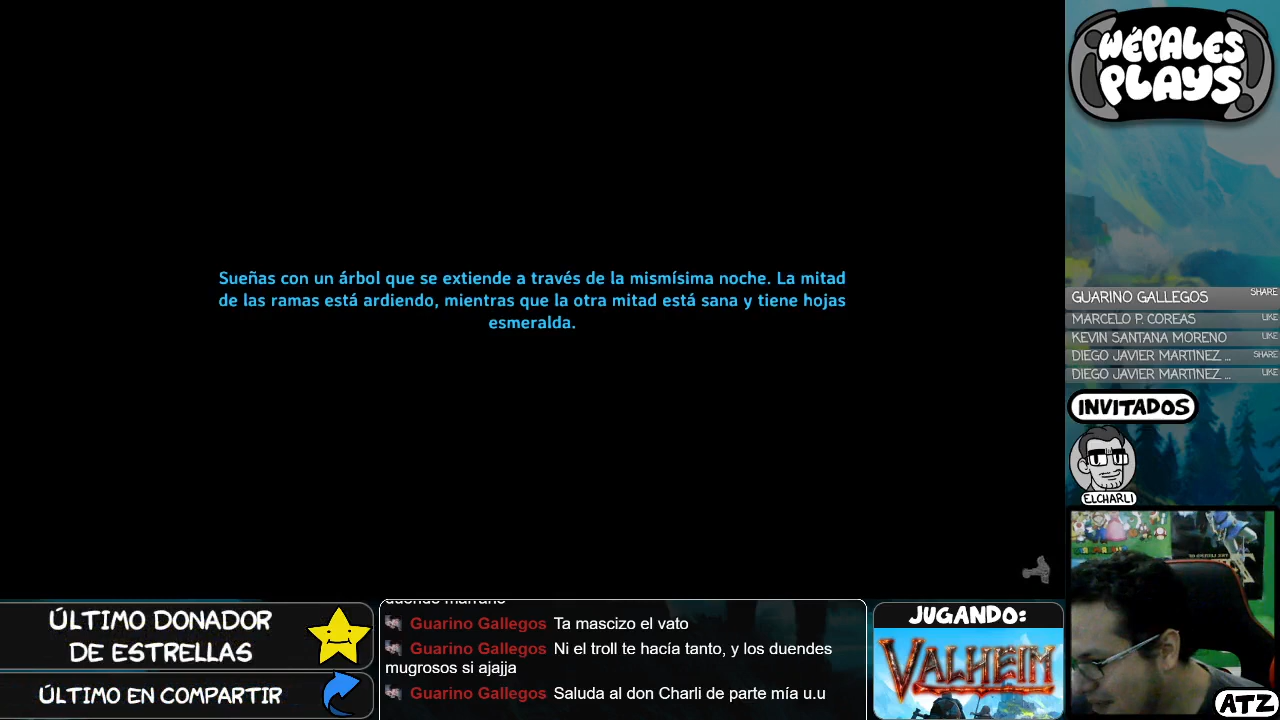 WÉPALES
PLAYS
Sueñas con un árbol que se extiende a través de la mismísima noche. La mitad
de las ramas está ardiendo, mientras que la otra mitad está sana y tiene hojas
esmeralda.
GUARINO GALLEGOS SHARE
MARCELO P. COREAS LIKE
KEVIN SANTANA MORENO LIKE
DIEGO JAVIER MARTINEZ ... SHARE
DIEGO JAVIER MARTINEZ ... LIKE
INVITADOS
ELCHARLI
ÚLTIMO DONADOR
DE ESTRELLAS
ÚLTIMO EN COMPARTIR
Guarino Gallegos Ta mascizo el vato
Guarino Gallegos Ni el troll te hacía tanto, y los duendes
mugrosos si ajajja
Guarino Gallegos Saluda al don Charli de parte mía u.u
JUGANDO:
VALHEIM
ATZ